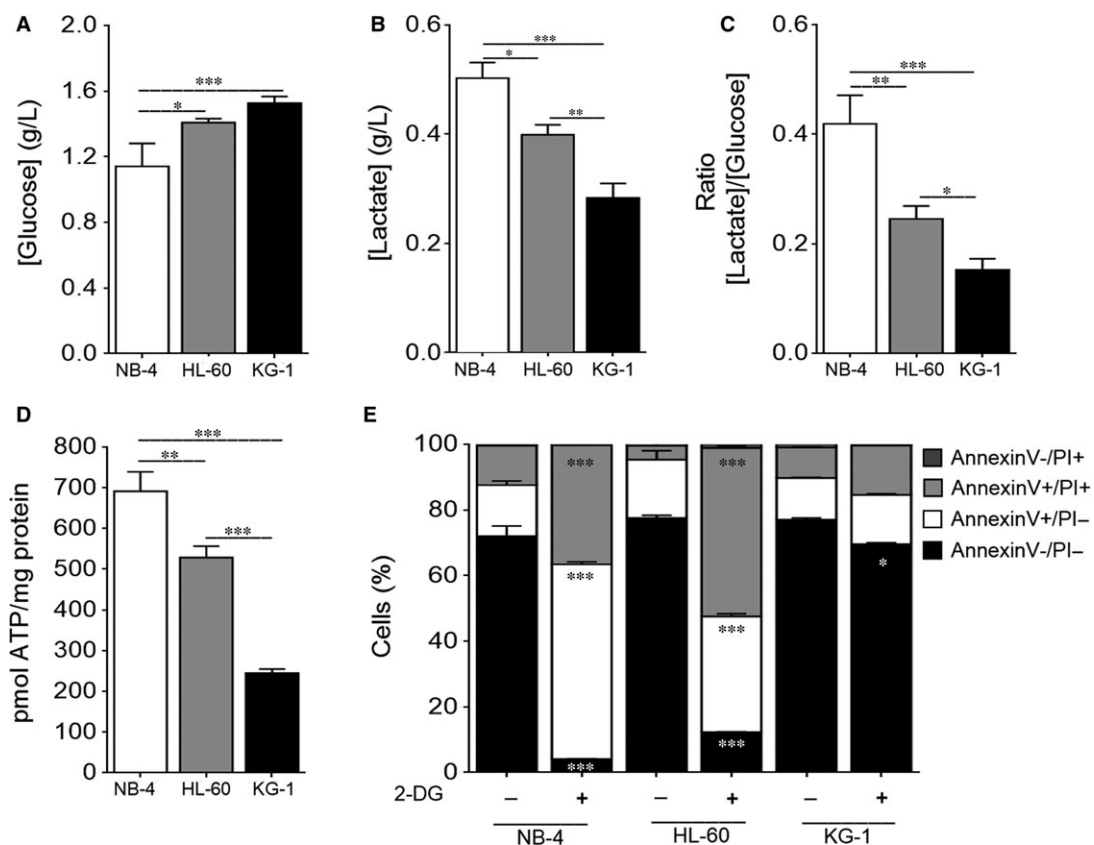 A
2.0
1.6
1.2
0.8
0.4
0.0
[Glucose] (g/L)
***
*
NB-4 HL-60 KG-1
B
0.6
0.4
0.2
0.0
[Lactate] (g/L)
***
*
**
NB-4 HL-60 KG-1
C
0.6
0.4
0.2
0.0
Ratio
[Lactate]/[Glucose]
***
**
*
NB-4 HL-60 KG-1
D
800
700
600
500
400
300
200
100
0
pmol ATP/mg protein
***
**
***
NB-4 HL-60 KG-1
E
100
80
60
40
20
0
Cells (%)
*** ***
***
***
*
***
***
2-DG – + – + – +
NB-4 HL-60 KG-1
AnnexinV-/PI+
AnnexinV+/PI+
AnnexinV+/PI–
AnnexinV-/PI–